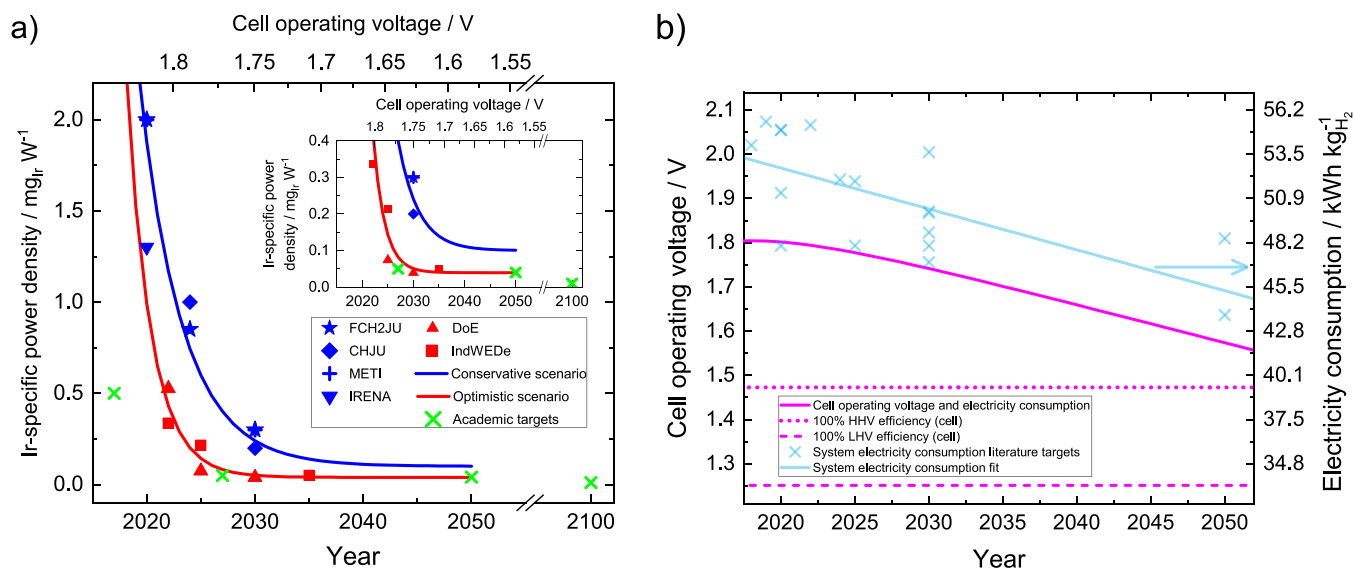 a)
Cell operating voltage / V
1.8 1.75 1.7 1.65 1.6 1.55
Ir-specific power density / mg_Ir W⁻¹
2.0
1.5
1.0
0.5
0.0
2020 2030 2040 2050 2100
Year
Cell operating voltage / V
1.8 1.75 1.7 1.65 1.6 1.55
Ir-specific power
density / mg_Ir W⁻¹
0.4
0.3
0.2
0.1
0.0
2020 2030 2040 2050 2100
FCH2JU DoE
CHJU IndWEDe
METI Conservative scenario
IRENA Optimistic scenario
Academic targets
b)
Cell operating voltage / V
2.1
2.0
1.9
1.8
1.7
1.6
1.5
1.4
1.3
Cell operating voltage and electricity consumption
100% HHV efficiency (cell)
100% LHV efficiency (cell)
System electricity consumption literature targets
System electricity consumption fit
2020 2025 2030 2035 2040 2045 2050
Year
56.2
53.5
50.9
48.2
45.5
42.8
40.1
37.5
34.8
Electricity consumption / kWh kg⁻¹_H₂